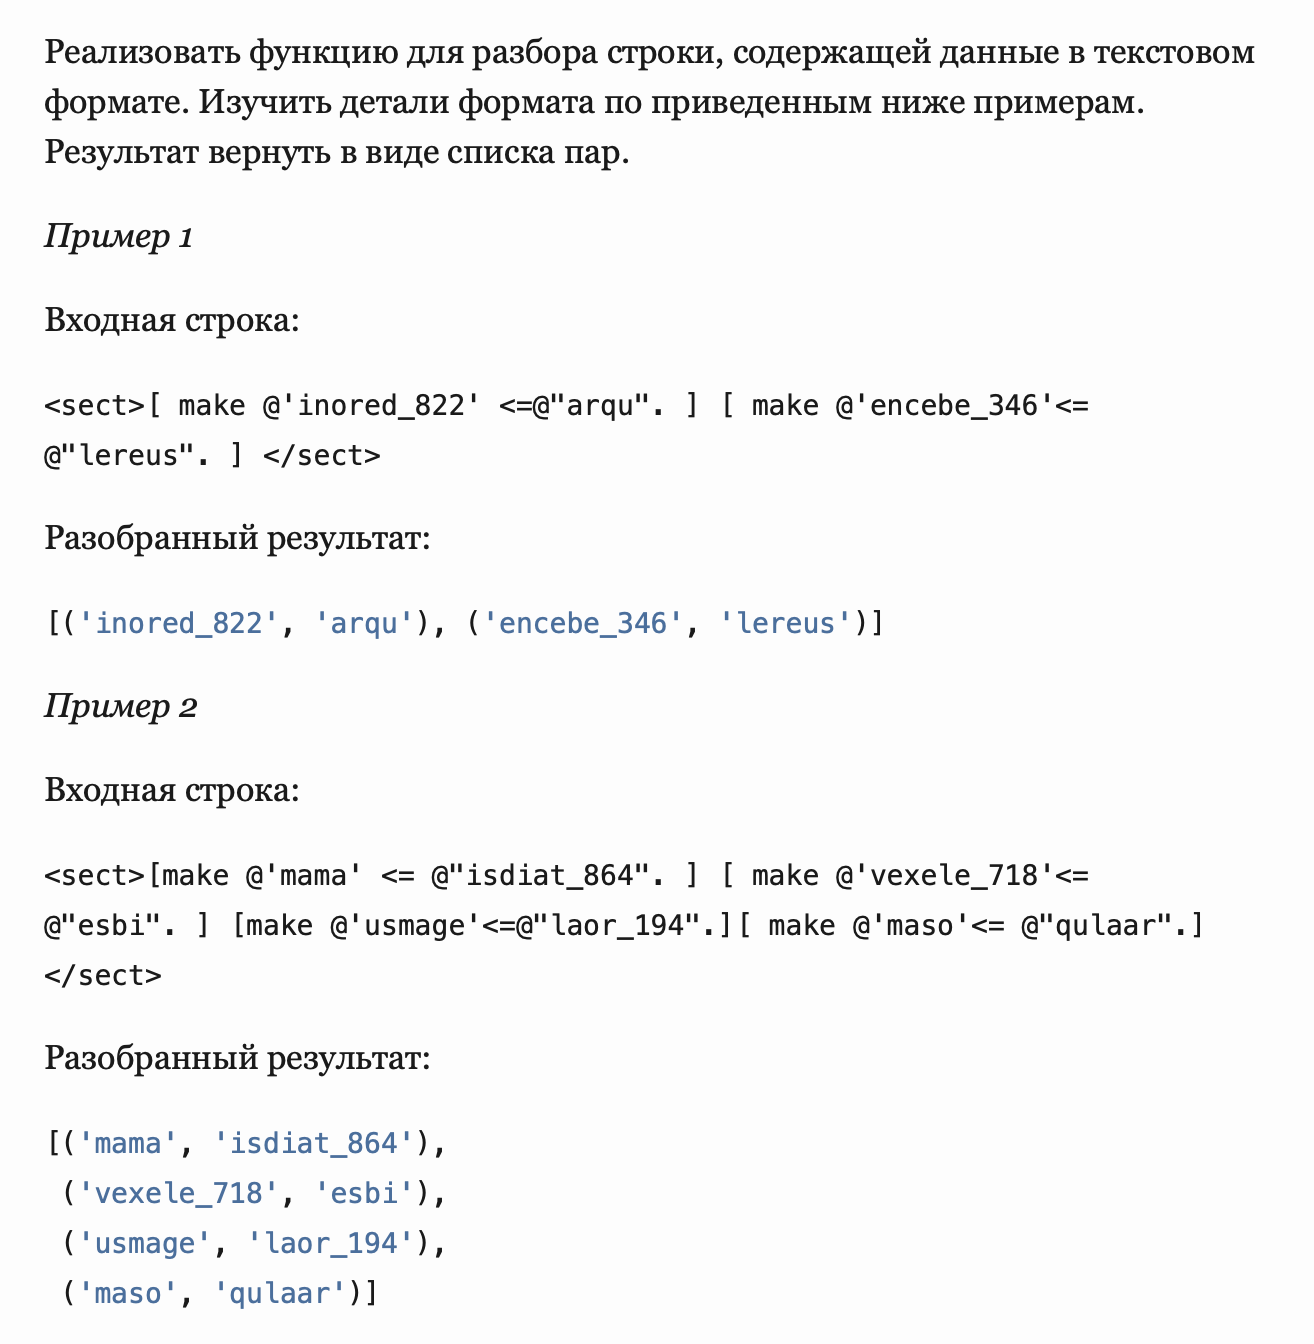 Реализовать функцию для разбора строки, содержащей данные в текстовом
формате. Изучить детали формата по приведенным ниже примерам.
Результат вернуть в виде списка пар.
Пример 1
Входная строка:
<sect>[ make @'inored_822' <=@"arqu". ] [ make @'encebe_346'<=
@"lereus". ] </sect>
Разобранный результат:
[('inored_822', 'arqu'), ('encebe_346', 'lereus')]
Пример 2
Входная строка:
<sect>[make @'mama' <= @"isdiat_864". ] [ make @'vexele_718'<=
@"esbi". ] [make @'usmage'<=@"laor_194".][ make @'maso'<= @"qulaar".]
</sect>
Разобранный результат:
[('mama', 'isdiat_864'),
('vexele_718', 'esbi'),
('usmage', 'laor_194'),
('maso', 'qulaar')]